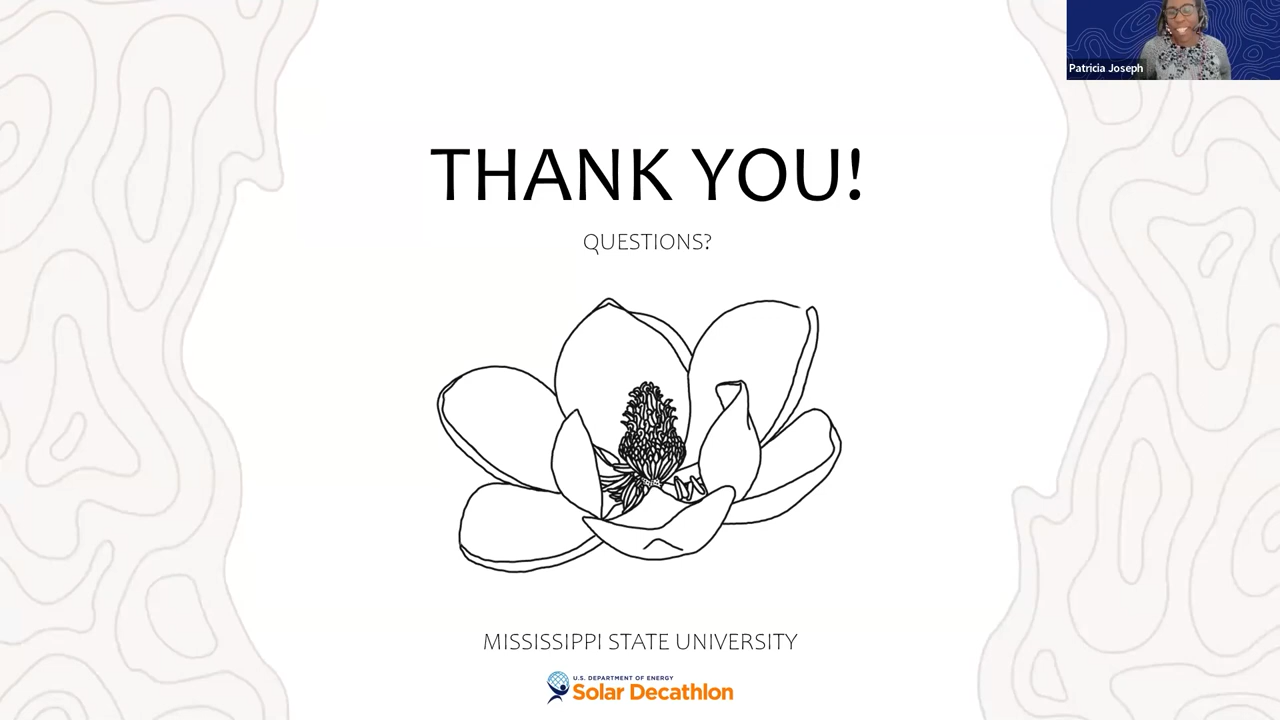 Patricia Joseph
THANK YOU!
QUESTIONS?
MISSISSIPPI STATE UNIVERSITY
U.S. DEPARTMENT OF ENERGY
Solar Decathlon